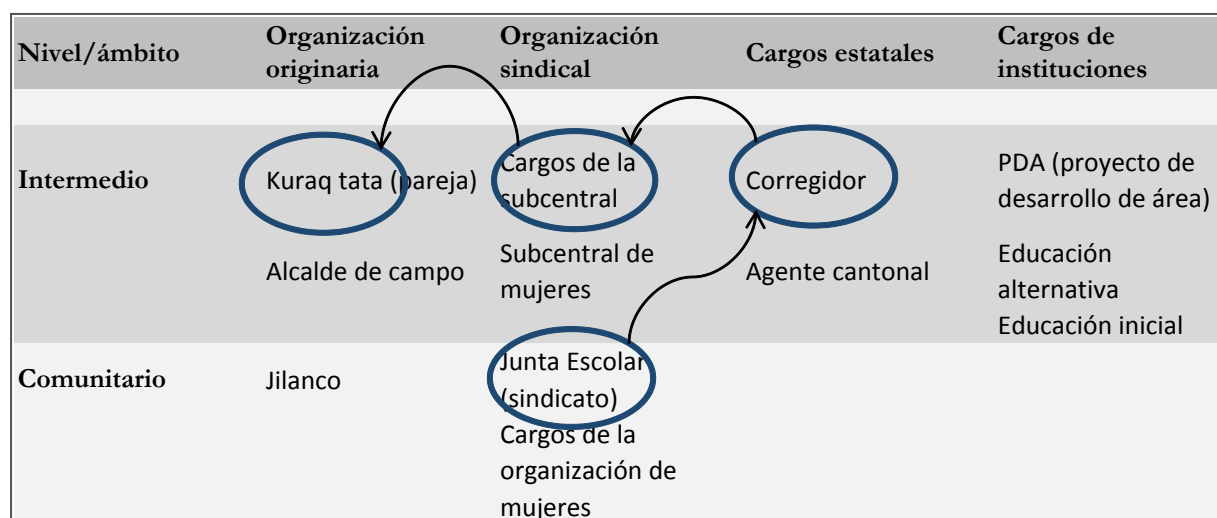 Nivel/ámbito
Organización
originaria
Organización
sindical
Cargos estatales
Cargos de
instituciones
Intermedio
Kuraq tata (pareja)
Cargos de la
subcentral
Corregidor
PDA (proyecto de
desarrollo de área)
Alcalde de campo
Subcentral de
mujeres
Agente cantonal
Educación
alternativa
Educación inicial
Comunitario
Jilanco
Junta Escolar
(sindicato)
Cargos de la
organización de
mujeres